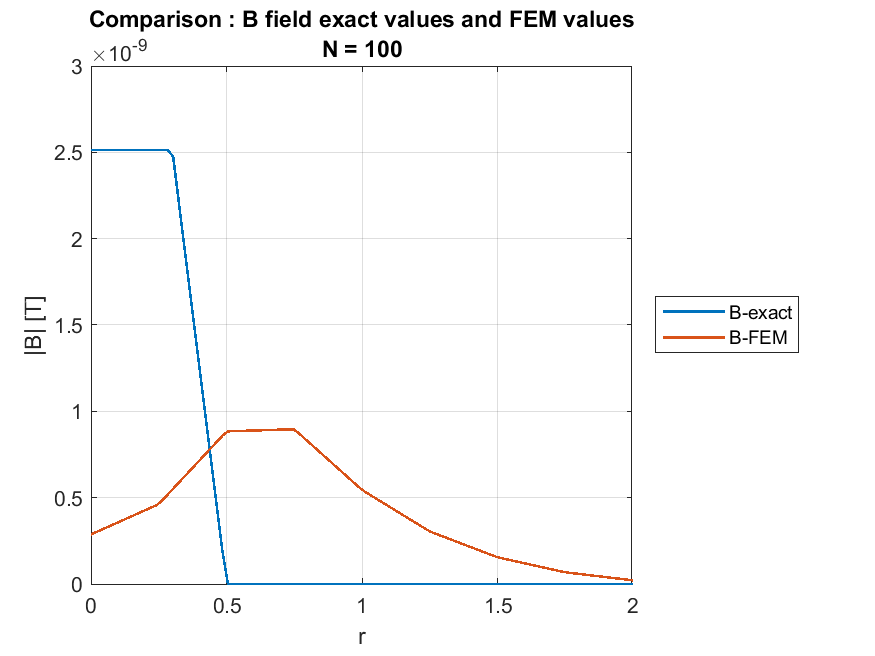 Comparison : B field exact values and FEM values
N = 100
×10-9
3
2.5
2
1.5
1
0.5
0
|B| [T]
0
0.5
1
1.5
2
r
B-exact
B-FEM